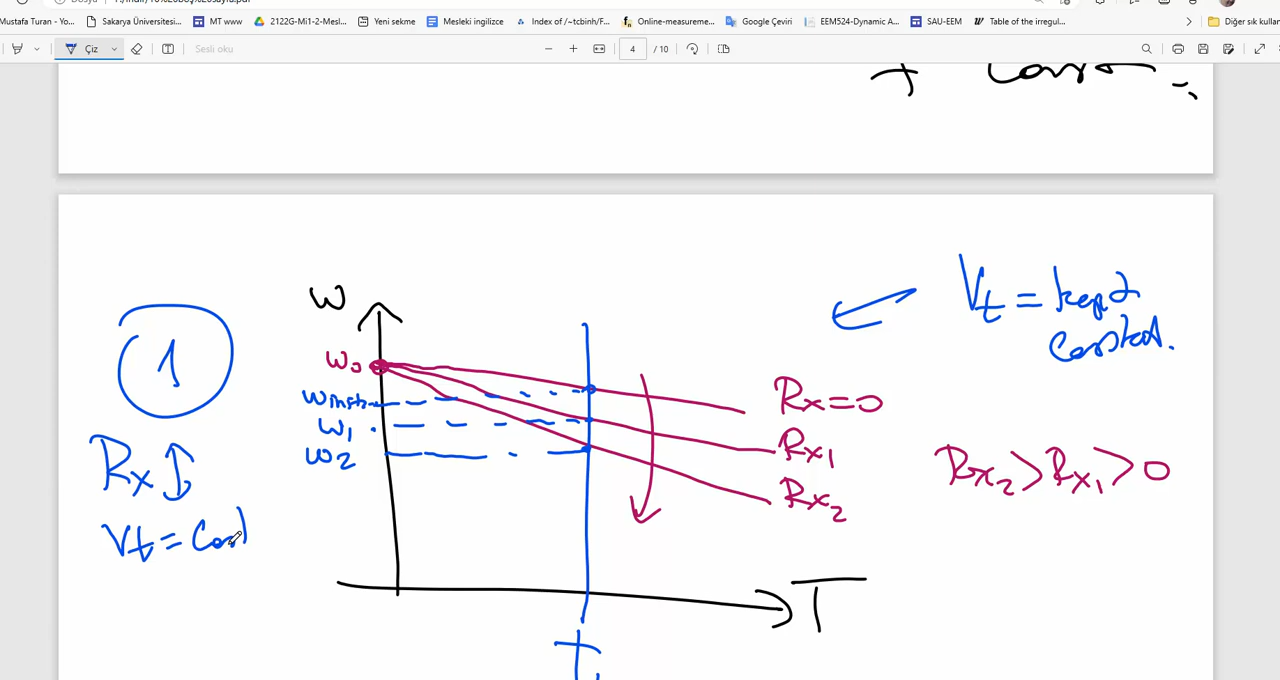 Mustafa Turan - Yo...
Sakarya Üniversitesi...
MT www
2122G-Mi1-2-Mesl...
Yeni sekme
Mesleki ingilizce
Index of /~tcbinh/F...
Online-measureme...
Google Çeviri
EEM524-Dynamic A...
SAU-EEM
Table of the irregul...
Diğer sık kullan
Çiz
Sesli oku
4 / 10
+ Const
Vt = kept
constant.
1
W
W0
W1
W2
Rx
Vt = Con
Rx=0
Rx1
Rx2
Rx2 > Rx1 > 0
T